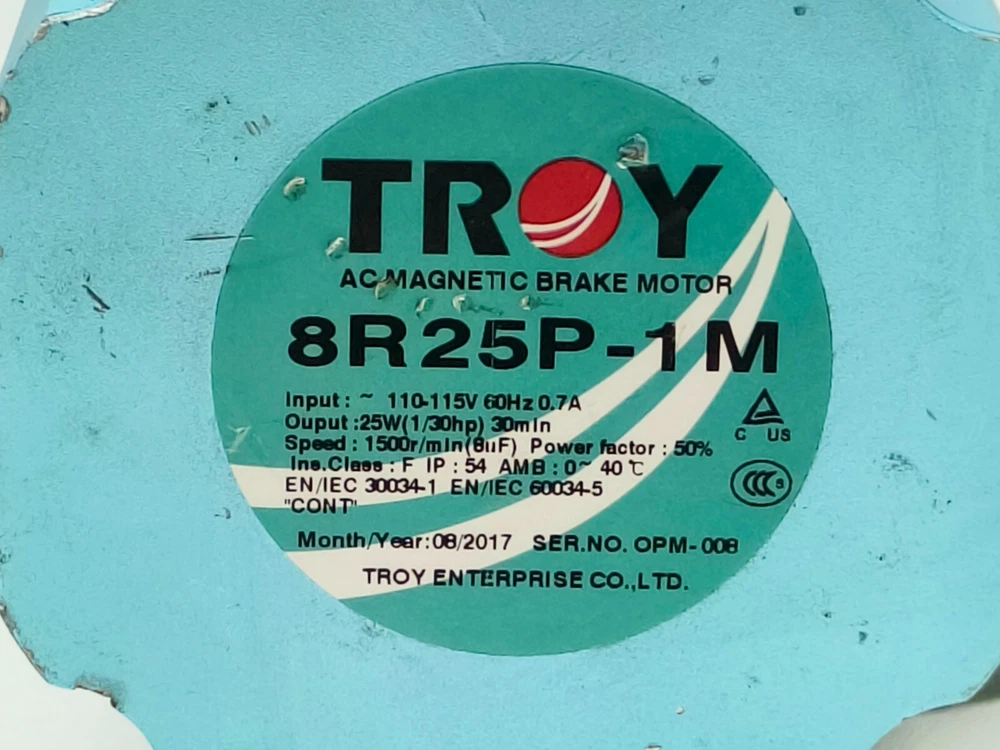 TROY
AC MAGNETIC BRAKE MOTOR
8R25P-1M
Input : ~ 110-115V 60Hz 0.7A
Ouput :25W(1/30hp) 30min
Speed : 1500r/min(8uF) Power factor : 50%
Ins.Class : F IP : 54 AMB : 0~ 40℃
EN/IEC 30034-1 EN/IEC 60034-5
"CONT"
C US
CCC S
Month/Year:08/2017 SER.NO. OPM-008
TROY ENTERPRISE CO.,LTD.